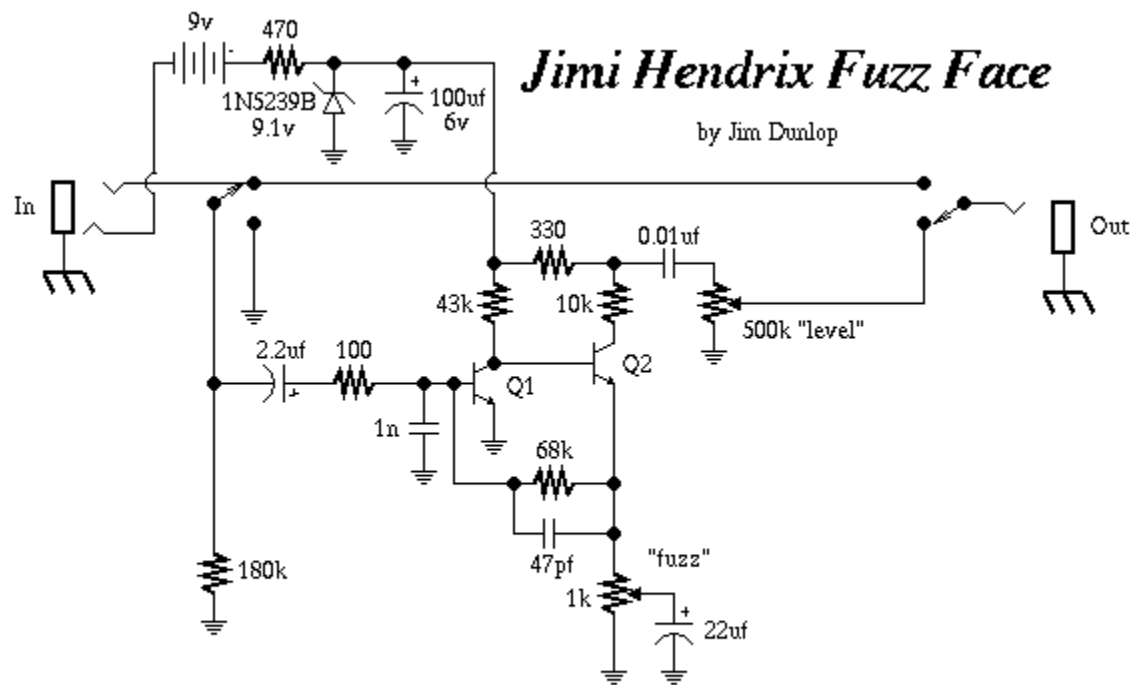 9v
470
Jimi Hendrix Fuzz Face
-
1N5239B
9.1v
+
100uf
6v
by Jim Dunlop
In
Out
330
0.01uf
43k
10k
500k "level"
2.2uf
100
+
Q1
Q2
1n
68k
47pf
"fuzz"
180k
1k
+
22uf